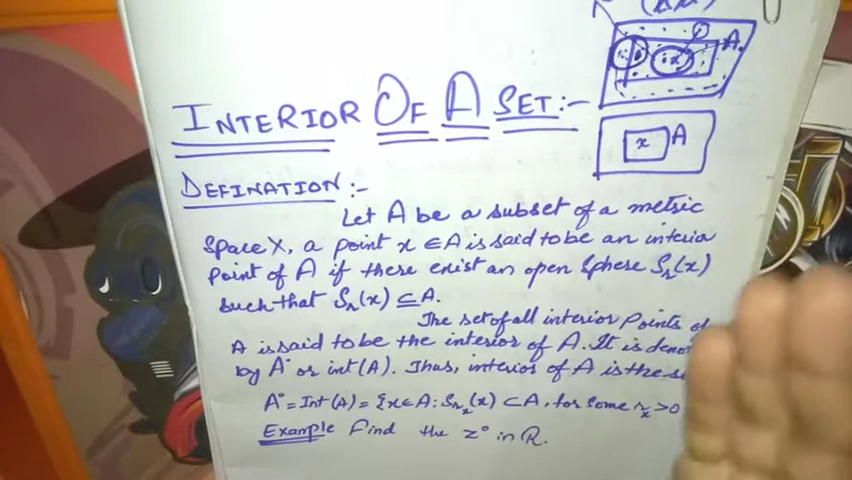 A.
INTERIOR OF A SET :-
x A
DEFINATION :-
Let A be a subset of a metric
Space X, a point x ∈ A is said to be an interior
point of A if there exist an open sphere Sr(x)
such that Sr(x) ⊆ A.
The set of all interior points of
A is said to be the interior of A. It is
by A° or int (A). Thus, interior of A is the
A° = Int (A) = {x ∈ A : Srx(x) ⊂ A, for some rx > 0
Example Find the z° in R.